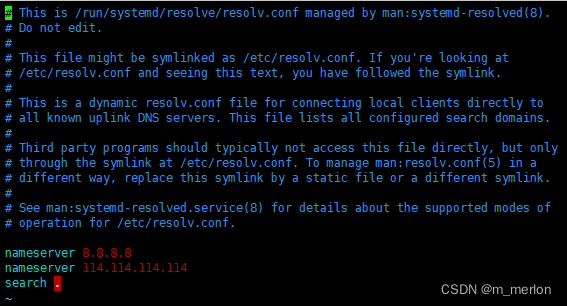 # This is /run/systemd/resolve/resolv.conf managed by man:systemd-resolved(8).
# Do not edit.
#
# This file might be symlinked as /etc/resolv.conf. If you're looking at
# /etc/resolv.conf and seeing this text, you have followed the symlink.
#
# This is a dynamic resolv.conf file for connecting local clients directly to
# all known uplink DNS servers. This file lists all configured search domains.
#
# Third party programs should typically not access this file directly, but only
# through the symlink at /etc/resolv.conf. To manage man:resolv.conf(5) in a
# different way, replace this symlink by a static file or a different symlink.
#
# See man:systemd-resolved.service(8) for details about the supported modes of
# operation for /etc/resolv.conf.
nameserver 8.8.8.8
nameserver 114.114.114.114
search .
~
CSDN @m_merlon